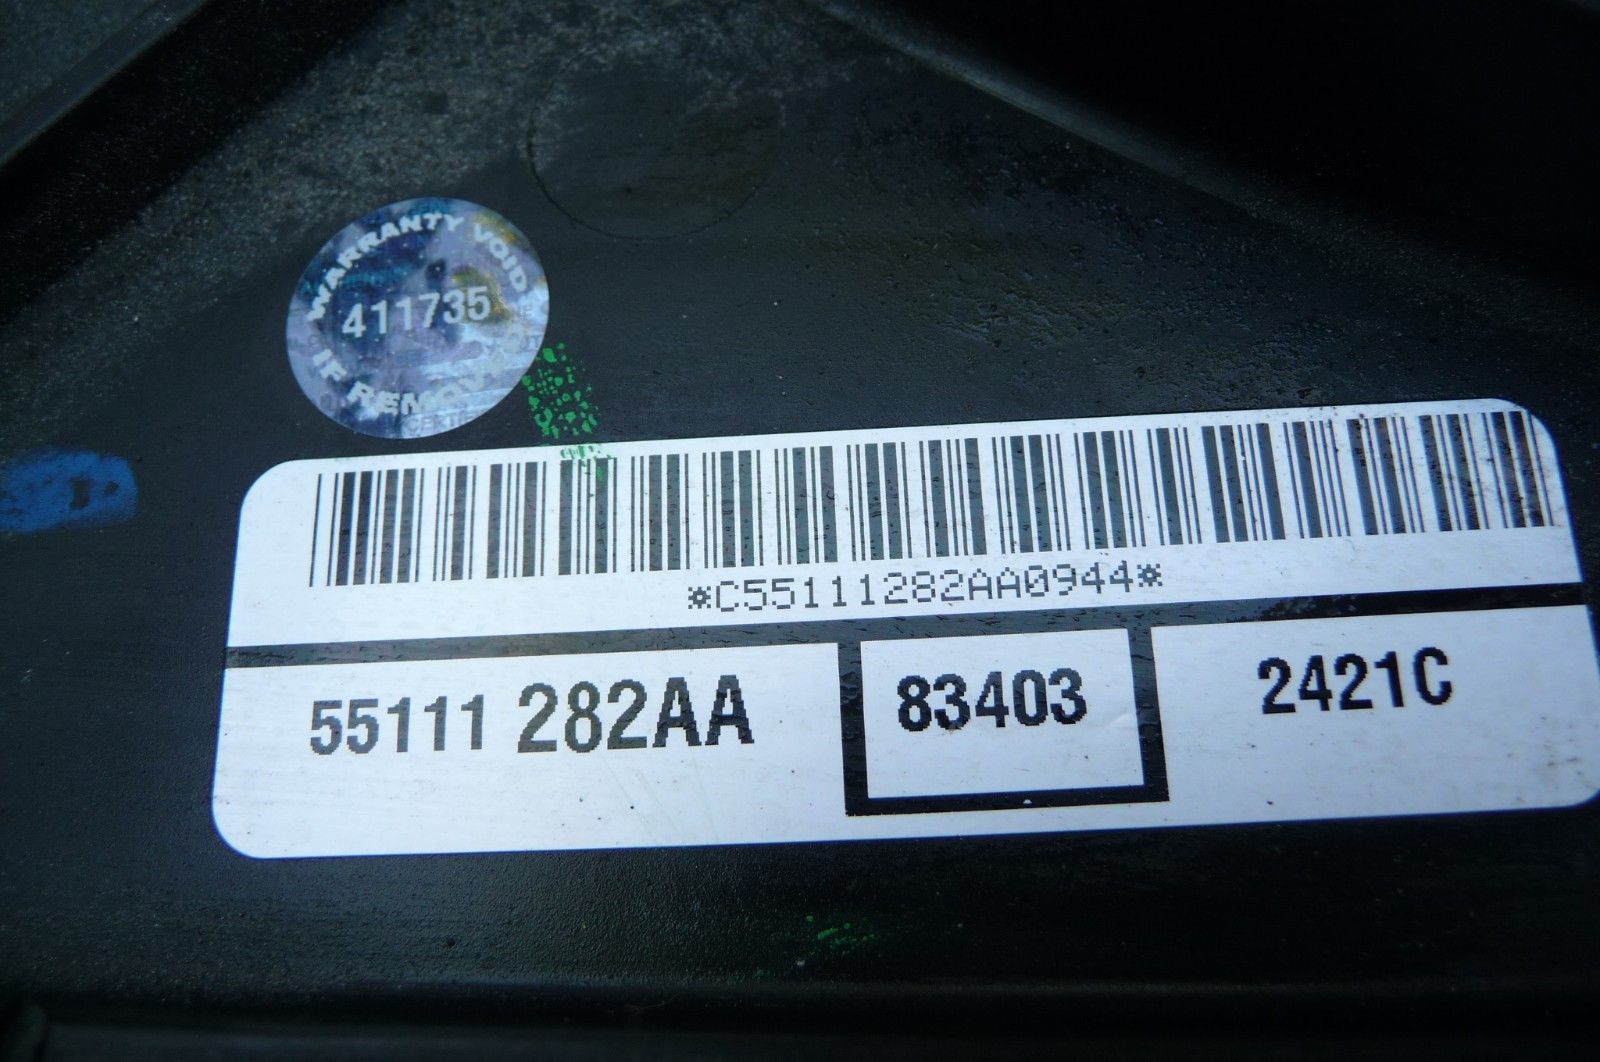 WARRANTY VOID
411735
IF REMOVED
*C55111282AA0944*
55111 282AA
83403
2421C